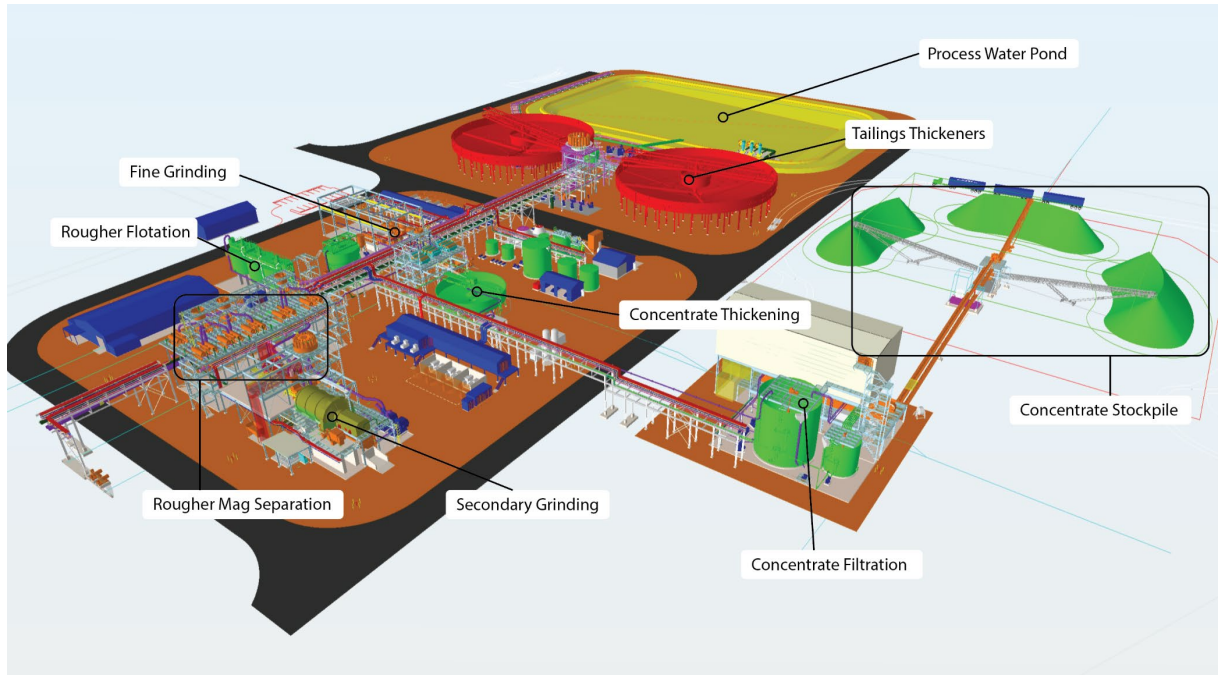 Process Water Pond
Tailings Thickeners
Fine Grinding
Rougher Flotation
Concentrate Thickening
Concentrate Stockpile
Rougher Mag Separation
Secondary Grinding
Concentrate Filtration